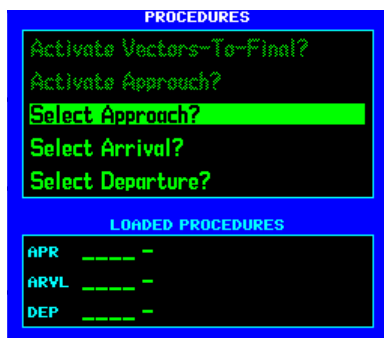 PROCEDURES
Activate Vectors-To-Final?
Activate Approach?
Select Approach?
Select Arrival?
Select Departure?
LOADED PROCEDURES
APR ____ -
ARVL ____ -
DEP ____ -